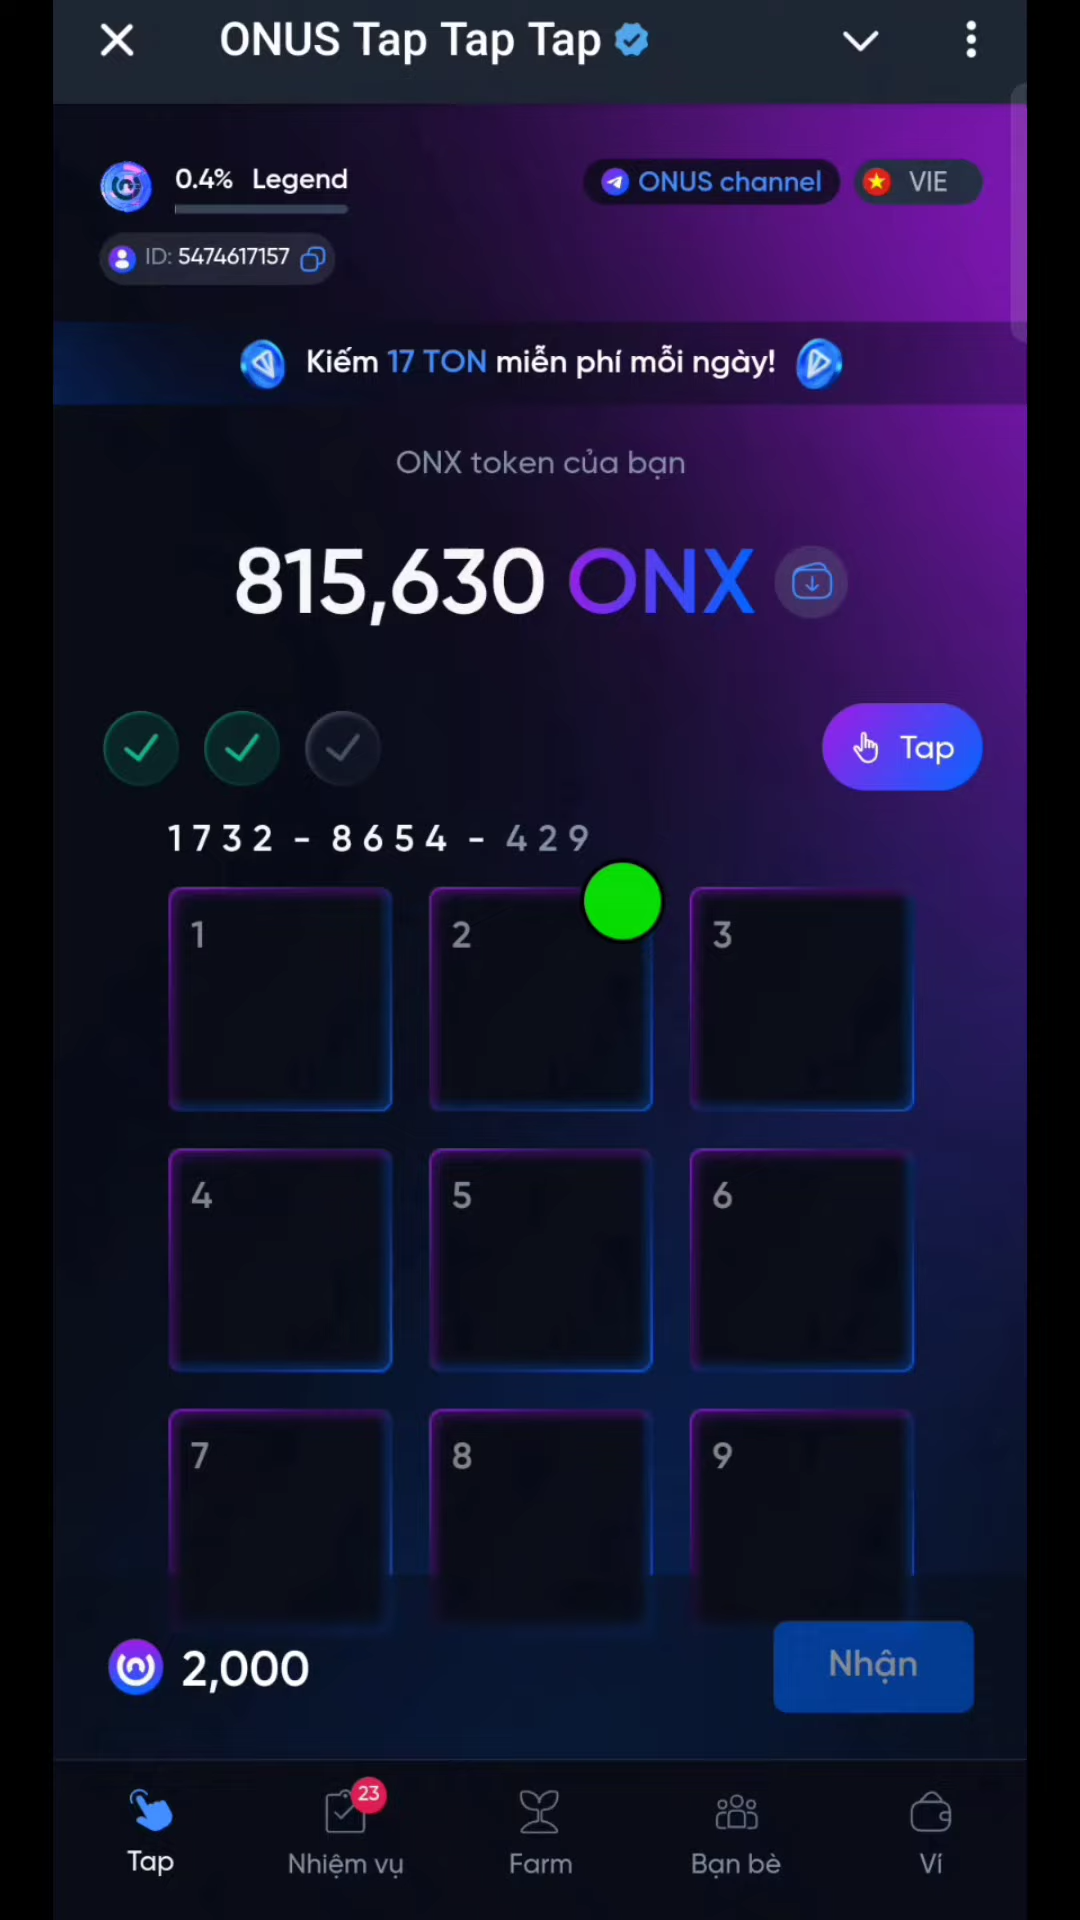 ONUS Tap Tap Tap
0.4% Legend
ONUS channel
VIE
ID: 5474617157
Kiếm 17 TON miễn phí mỗi ngày!
ONX token của bạn
815,630 ONX
Tap
1732 - 8654 - 429
1
2
3
4
5
6
7
8
9
2,000
Nhận
23
Tap
Nhiệm vụ
Farm
Bạn bè
Ví